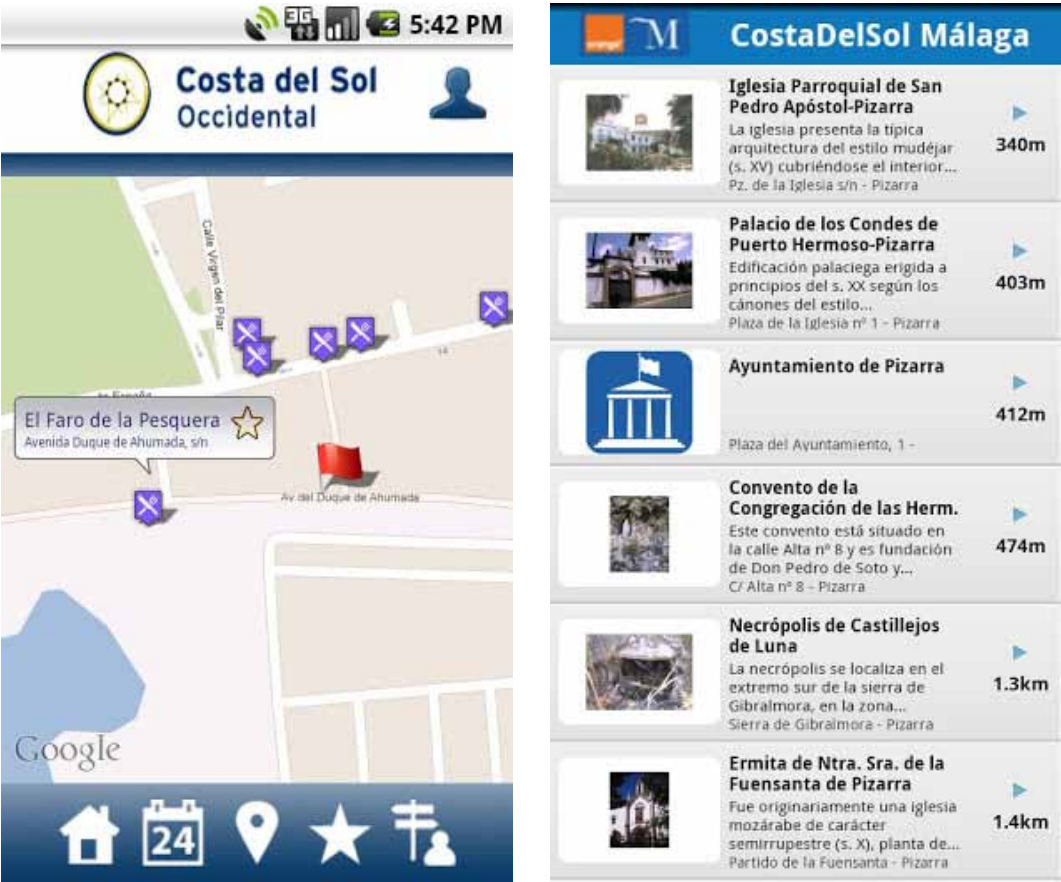 3G
5:42 PM
Costa del Sol
Occidental
Calle Virgen del Pilar
El Faro de la Pesquera
Avenida Duque de Ahumada, s/n
Av del Duque de Ahumada
Google
24
orange
M
CostaDelSol Málaga
Iglesia Parroquial de San
Pedro Apóstol-Pizarra
La iglesia presenta la típica
arquitectura del estilo mudéjar
(s. XV) cubriéndose el interior...
Pz. de la Iglesia s/n - Pizarra
340m
Palacio de los Condes de
Puerto Hermoso-Pizarra
Edificación palaciega erigida a
principios del s. XX según los
cánones del estilo...
Plaza de la Iglesia nº 1 - Pizarra
403m
Ayuntamiento de Pizarra
Plaza del Ayuntamiento, 1 -
412m
Convento de la
Congregación de las Herm.
Este convento está situado en
la calle Alta nº 8 y es fundación
de Don Pedro de Soto y...
C/ Alta nº 8 - Pizarra
474m
Necrópolis de Castillejos
de Luna
La necrópolis se localiza en el
extremo sur de la sierra de
Gibralmora, en la zona...
Sierra de Gibralmora - Pizarra
1.3km
Ermita de Ntra. Sra. de la
Fuensanta de Pizarra
Fue originariamente una iglesia
mozárabe de carácter
semirrupestre (s. X), planta de...
Partido de la Fuensanta - Pizarra
1.4km